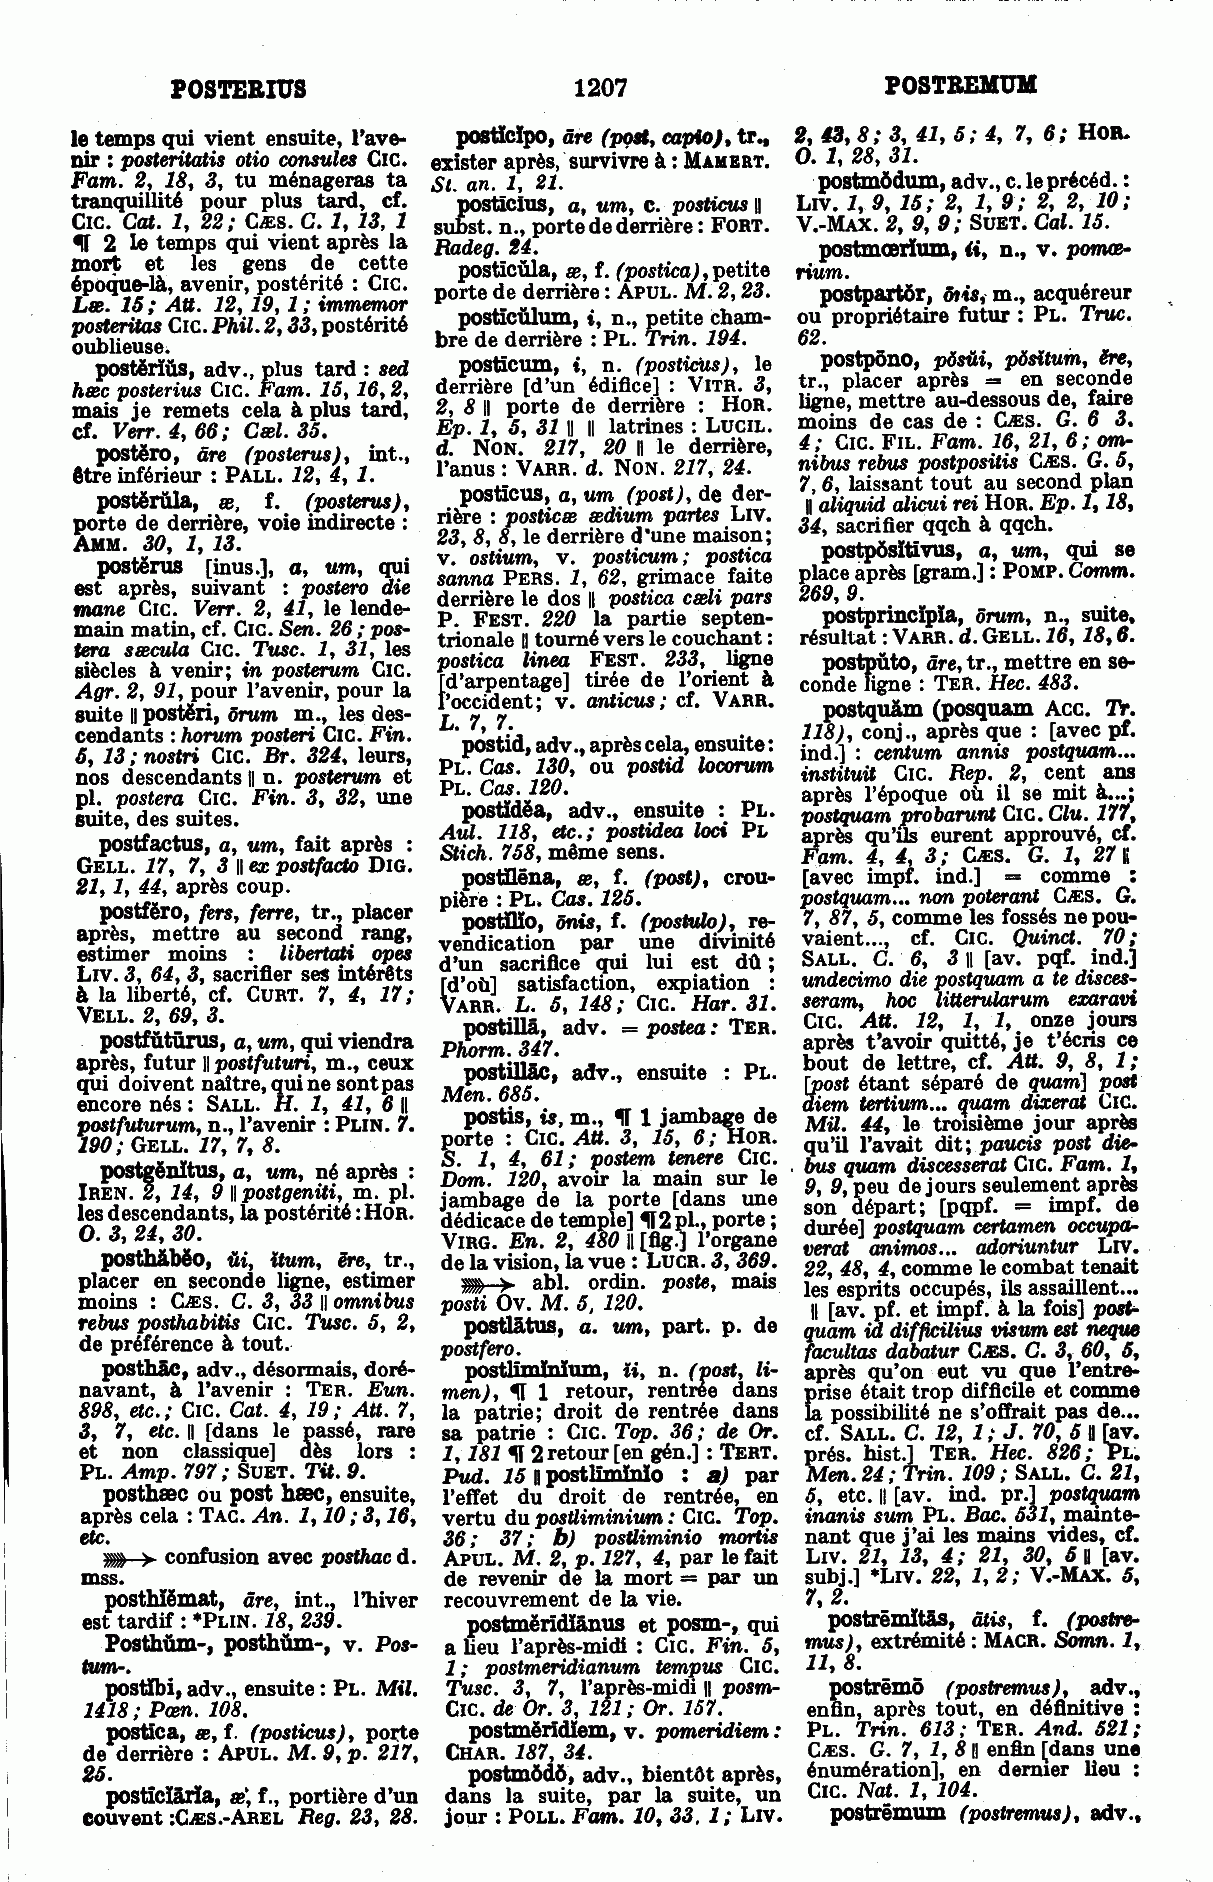 POSTERIUS
1207
POSTREMUM
le temps qui vient ensuite, l'ave-
nir : posteritatis otio consules CIC.
Fam. 2, 18, 3, tu ménageras ta
tranquillité pour plus tard, cf.
CIC. Cat. 1, 22 ; CÆS. C. 1, 13, 1
¶ 2 le temps qui vient après la
mort et les gens de cette
époque-là, avenir, postérité : CIC.
Læ. 15 ; Att. 12, 19, 1 ; immemor
posteritas CIC. Phil. 2, 33, postérité
oublieuse.
postĕrĭŭs, adv., plus tard : sed
hæc posterius CIC. Fam. 15, 16, 2,
mais je remets cela à plus tard,
cf. Verr. 4, 66 ; Cæl. 35.
postĕro, āre (posterus), int.,
être inférieur : PALL. 12, 4, 1.
postĕrŭla, æ, f. (posterus),
porte de derrière, voie indirecte :
AMM. 30, 1, 13.
postĕrus [inus.], a, um, qui
est après, suivant : postero die
mane CIC. Verr. 2, 41, le lende-
main matin, cf. CIC. Sen. 26 ; pos-
tera sæcula CIC. Tusc. 1, 31, les
siècles à venir; in posterum CIC.
Agr. 2, 91, pour l'avenir, pour la
suite || postĕri, ōrum m., les des-
cendants : horum posteri CIC. Fin.
5, 13 ; nostri CIC. Br. 324, leurs,
nos descendants || n. posterum et
pl. postera CIC. Fin. 3, 32, une
suite, des suites.
postfactus, a, um, fait après :
GELL. 17, 7, 3 || ex postfacto DIG.
21, 1, 44, après coup.
postfĕro, fers, ferre, tr., placer
après, mettre au second rang,
estimer moins : libertati opes
LIV. 3, 64, 3, sacrifier ses intérêts
à la liberté, cf. CURT. 7, 4, 17 ;
VELL. 2, 69, 3.
postfŭtūrus, a, um, qui viendra
après, futur || postfuturi, m., ceux
qui doivent naître, qui ne sont pas
encore nés : SALL. H. 1, 41, 6 ||
postfuturum, n., l'avenir : PLIN. 7.
190 ; GELL. 17, 7, 8.
postgĕnĭtus, a, um, né après :
IREN. 2, 14, 9 || postgeniti, m. pl.
les descendants, la postérité : HOR.
O. 3, 24, 30.
posthăbĕo, ŭi, ĭtum, ēre, tr.,
placer en seconde ligne, estimer
moins : CÆS. C. 3, 33 || omnibus
rebus posthabitis CIC. Tusc. 5, 2,
de préférence à tout.
posthāc, adv., désormais, doré-
navant, à l'avenir : TER. Eun.
898, etc. ; CIC. Cat. 4, 19 ; Att. 7,
3, 7, etc. || [dans le passé, rare
et non classique] dès lors :
PL. Amp. 797 ; SUET. Tit. 9.
posthæc ou post hæc, ensuite,
après cela : TAC. An. 1, 10 ; 3, 16,
etc.
➳ confusion avec posthac d.
mss.
posthĭĕmat, āre, int., l'hiver
est tardif : *PLIN. 18, 239.
Posthŭm-, posthŭm-, v. Pos-
tum-.
postĭbi, adv., ensuite : PL. Mil.
1418 ; Pœn. 108.
postica, æ, f. (posticus), porte
de derrière : APUL. M. 9, p. 217,
25.
postīcĭārĭa, æ, f., portière d'un
couvent : CÆS.-AREL Reg. 23, 28.
postĭcĭpo, āre (post, capio), tr.,
exister après, survivre à : MAMERT.
St. an. 1, 21.
posticius, a, um, c. posticus ||
subst. n., porte de derrière : FORT.
Radeg. 24.
posticŭla, æ, f. (postica), petite
porte de derrière : APUL. M. 2, 23.
posticŭlum, i, n., petite cham-
bre de derrière : PL. Trin. 194.
posticum, i, n. (posticus), le
derrière [d'un édifice] : VITR. 3,
2, 8 || porte de derrière : HOR.
Ep. 1, 5, 31 || || latrines : LUCIL.
d. NON. 217, 20 || le derrière,
l'anus : VARR. d. NON. 217, 24.
postīcus, a, um (post), de der-
rière : posticæ ædium partes LIV.
23, 8, 8, le derrière d'une maison;
v. ostium, v. posticum ; postica
sanna PERS. 1, 62, grimace faite
derrière le dos || postica cæli pars
P. FEST. 220 la partie septen-
trionale || tourné vers le couchant :
postica linea FEST. 233, ligne
[d'arpentage] tirée de l'orient à
l'occident; v. anticus ; cf. VARR.
L. 7, 7.
postid, adv., après cela, ensuite :
PL. Cas. 130, ou postid locorum
PL. Cas. 120.
postĭdĕa, adv., ensuite : PL.
Aul. 118, etc. ; postidea loci PL
Stich. 758, même sens.
postĭlēna, æ, f. (post), crou-
pière : PL. Cas. 125.
postĭlĭo, ōnis, f. (postulo), re-
vendication par une divinité
d'un sacrifice qui lui est dû ;
[d'où] satisfaction, expiation :
VARR. L. 5, 148 ; CIC. Har. 31.
postillā, adv. = postea : TER.
Phorm. 347.
postillāc, adv., ensuite : PL.
Men. 685.
postis, is, m., ¶ 1 jambage de
porte : CIC. Att. 3, 15, 6 ; HOR.
S. 1, 4, 61 ; postem tenere CIC.
Dom. 120, avoir la main sur le
jambage de la porte [dans une
dédicace de temple] ¶ 2 pl., porte ;
VIRG. En. 2, 480 || [fig.] l'organe
de la vision, la vue : LUCR. 3, 369.
➳ abl. ordin. poste, mais
posti OV. M. 5, 120.
postlātus, a. um, part. p. de
postfero.
postlīmĭnĭum, ĭi, n. (post, li-
men), ¶ 1 retour, rentrée dans
la patrie; droit de rentrée dans
sa patrie : CIC. Top. 36 ; de Or.
1, 181 ¶ 2 retour [en gén.] : TERT.
Pud. 15 || postlīmĭnĭo : a) par
l'effet du droit de rentrée, en
vertu du postliminium : CIC. Top.
36 ; 37 ; b) postliminio mortis
APUL. M. 2, p. 127, 4, par le fait
de revenir de la mort = par un
recouvrement de la vie.
postmĕrīdĭānus et posm-, qui
a lieu l'après-midi : CIC. Fin. 5,
1 ; postmeridianum tempus CIC.
Tusc. 3, 7, l'après-midi || posm-
CIC. de Or. 3, 121 ; Or. 157.
postmĕrīdĭem, v. pomeridiem :
CHAR. 187, 34.
postmŏdŏ, adv., bientôt après,
dans la suite, par la suite, un
jour : POLL. Fam. 10, 33, 1 ; LIV.
2, 43, 8 ; 3, 41, 5 ; 4, 7, 6 ; HOR.
O. 1, 28, 31.
postmŏdum, adv., c. le précéd. :
LIV. 1, 9, 15 ; 2, 1, 9 ; 2, 2, 10 ;
V.-MAX. 2, 9, 9 ; SUET. Cal. 15.
postmœrĭum, ĭi, n., v. pomœ-
rium.
postpartŏr, ōris, m., acquéreur
ou propriétaire futur : PL. Truc.
62.
postpōno, pŏsŭi, pŏsĭtum, ĕre,
tr., placer après = en seconde
ligne, mettre au-dessous de, faire
moins de cas de : CÆS. G. 6 3.
4 ; CIC. FIL. Fam. 16, 21, 6 ; om-
nibus rebus postpositis CÆS. G. 5,
7, 6, laissant tout au second plan
|| aliquid alicui rei HOR. Ep. 1, 18,
34, sacrifier qqch à qqch.
postpŏsĭtīvus, a, um, qui se
place après [gram.] : POMP. Comm.
269, 9.
postprincĭpĭa, ōrum, n., suite,
résultat : VARR. d. GELL. 16, 18, 6.
postpŭto, āre, tr., mettre en se-
conde ligne : TER. Hec. 483.
postquăm (posquam ACC. Tr.
118), conj., après que : [avec pf.
ind.] : centum annis postquam...
instituit CIC. Rep. 2, cent ans
après l'époque où il se mit à...;
postquam probarunt CIC. Clu. 177,
après qu'ils eurent approuvé, cf.
Fam. 4, 4, 3 ; CÆS. G. 1, 27 ||
[avec impf. ind.] = comme :
postquam... non poterant CÆS. G.
7, 87, 5, comme les fossés ne pou-
vaient..., cf. CIC. Quinct. 70 ;
SALL. C. 6, 3 || [av. pqf. ind.]
undecimo die postquam a te disces-
seram, hoc litterularum exaravi
CIC. Att. 12, 1, 1, onze jours
après t'avoir quitté, je t'écris ce
bout de lettre, cf. Att. 9, 8, 1 ;
[post étant séparé de quam] post
diem tertium... quam dixerat CIC.
Mil. 44, le troisième jour après
qu'il l'avait dit ; paucis post die-
bus quam discesserat CIC. Fam. 1,
9, 9, peu de jours seulement après
son départ; [pqpf. = impf. de
durée] postquam certamen occupa-
verat animos... adoriuntur LIV.
22, 48, 4, comme le combat tenait
les esprits occupés, ils assaillent...
|| [av. pf. et impf. à la fois] post-
quam id difficilius visum est neque
facultas dabatur CÆS. C. 3, 60, 5,
après qu'on eut vu que l'entre-
prise était trop difficile et comme
la possibilité ne s'offrait pas de...
cf. SALL. C. 12, 1 ; J. 70, 5 || [av.
prés. hist.] TER. Hec. 826 ; PL.
Men. 24 ; Trin. 109 ; SALL. C. 21,
5, etc. || [av. ind. pr.] postquam
inanis sum PL. Bac. 531, mainte-
nant que j'ai les mains vides, cf.
LIV. 21, 13, 4 ; 21, 30, 5 || [av.
subj.] *LIV. 22, 1, 2 ; V.-MAX. 5,
7, 2.
postrēmĭtās, ātis, f. (postre-
mus), extrémité : MACR. Somn. 1,
11, 8.
postrēmō (postremus), adv.,
enfin, après tout, en définitive :
PL. Trin. 613 ; TER. And. 521 ;
CÆS. G. 7, 1, 8 || enfin [dans une
énumération], en dernier lieu :
CIC. Nat. 1, 104.
postrēmum (postremus), adv.,